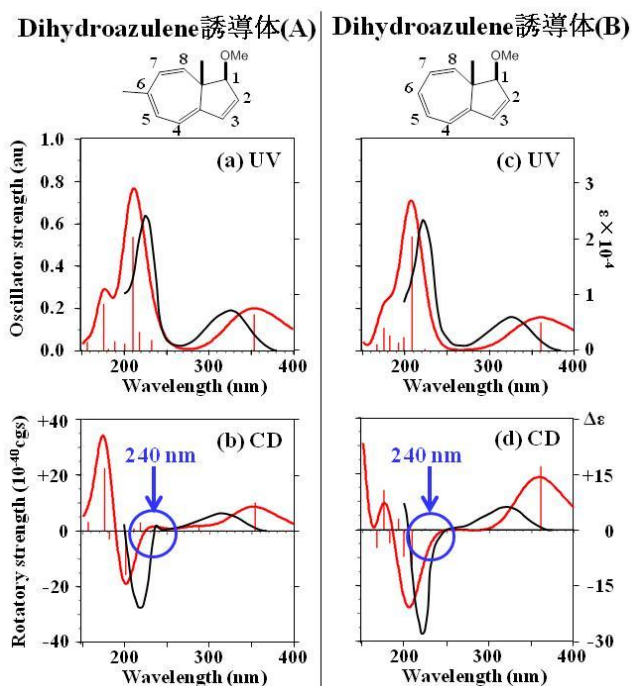 Dihydroazulene誘導体(A)
Dihydroazulene誘導体(B)
OMe
8
7
1
6
2
5
3
4
OMe
8
7
1
6
2
5
3
4
(a) UV
1.0
0.8
0.6
0.4
0.2
0.0
Oscillator strength (au)
200
300
400
Wavelength (nm)
(c) UV
3
2
1
0
ε×10-4
200
300
400
Wavelength (nm)
(b) CD
240 nm
+40
+20
0
-20
-40
Rotatory strength (10-40cgs)
200
300
400
Wavelength (nm)
(d) CD
240 nm
Δε
+15
0
-15
-30
200
300
400
Wavelength (nm)